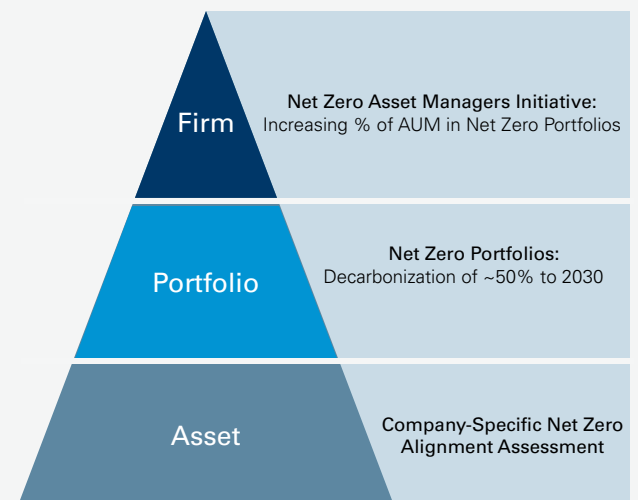 Firm
Net Zero Asset Managers Initiative:
Increasing % of AUM in Net Zero Portfolios
Portfolio
Net Zero Portfolios:
Decarbonization of ~50% to 2030
Asset
Company-Specific Net Zero
Alignment Assessment